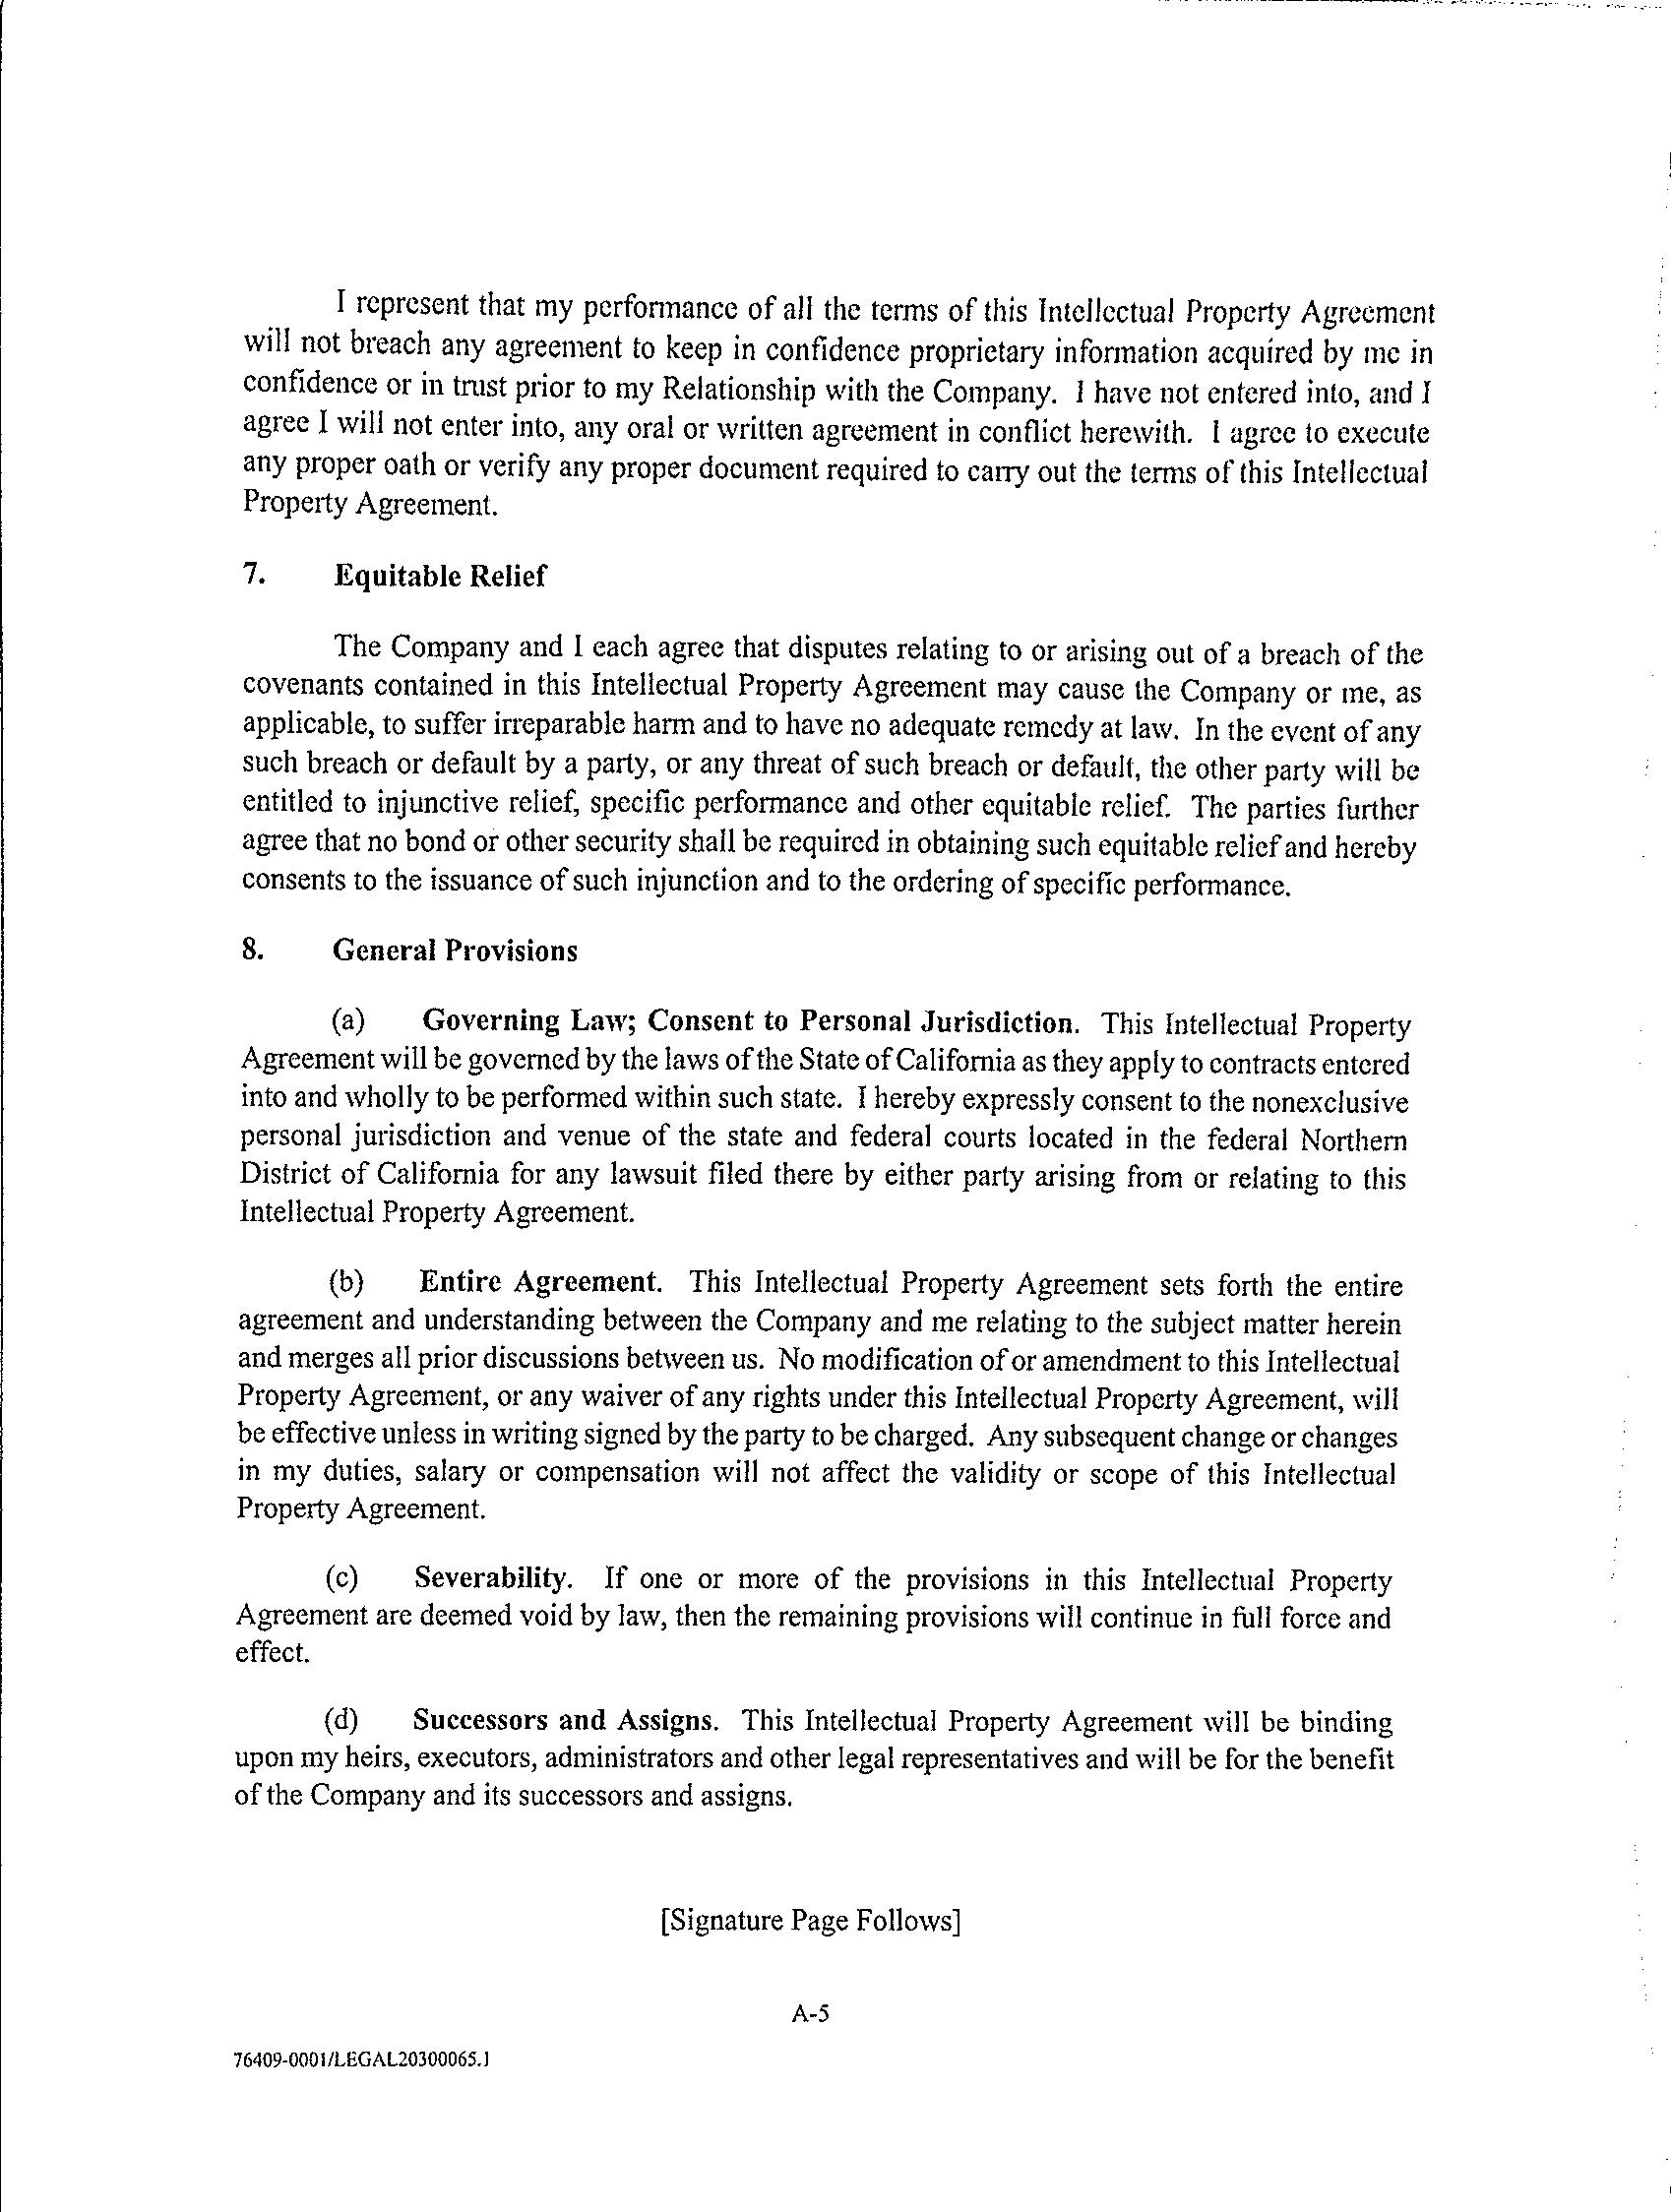 I represent that my performance of all the terms of this Intellectual Property Agreement
will not breach any agreement to keep in confidence proprietary information acquired by me in
confidence or in trust prior to my Relationship with the Company. I have not entered into, and I
agree I will not enter into, any oral or written agreement in conflict herewith. I agree to execute
any proper oath or verify any proper document required to carry out the terms of this Intellectual
Property Agreement.
7. Equitable Relief
The Company and I each agree that disputes relating to or arising out of a breach of the
covenants contained in this Intellectual Property Agreement may cause the Company or me, as
applicable, to suffer irreparable harm and to have no adequate remedy at law. In the event of any
such breach or default by a party, or any threat of such breach or default, the other party will be
entitled to injunctive relief, specific performance and other equitable relief. The parties further
agree that no bond or other security shall be required in obtaining such equitable relief and hereby
consents to the issuance of such injunction and to the ordering of specific performance.
8. General Provisions
(a) Governing Law; Consent to Personal Jurisdiction. This Intellectual Property
Agreement will be governed by the laws of the State of California as they apply to contracts entered
into and wholly to be performed within such state. I hereby expressly consent to the nonexclusive
personal jurisdiction and venue of the state and federal courts located in the federal Northern
District of California for any lawsuit filed there by either party arising from or relating to this
Intellectual Property Agreement.
(b) Entire Agreement. This Intellectual Property Agreement sets forth the entire
agreement and understanding between the Company and me relating to the subject matter herein
and merges all prior discussions between us. No modification of or amendment to this Intellectual
Property Agreement, or any waiver of any rights under this Intellectual Property Agreement, will
be effective unless in writing signed by the party to be charged. Any subsequent change or changes
in my duties, salary or compensation will not affect the validity or scope of this Intellectual
Property Agreement.
(c) Severability. If one or more of the provisions in this Intellectual Property
Agreement are deemed void by law, then the remaining provisions will continue in full force and
effect.
(d) Successors and Assigns. This Intellectual Property Agreement will be binding
upon my heirs, executors, administrators and other legal representatives and will be for the benefit
of the Company and its successors and assigns.
[Signature Page Follows]
A-5
76409-0001/LEGAL20300065.1